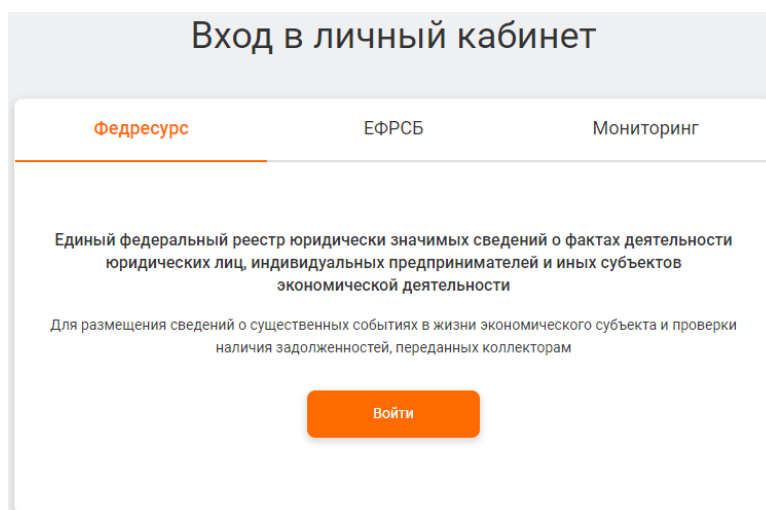 Вход в личный кабинет
Федресурс ЕФРСБ Мониторинг
Единый федеральный реестр юридически значимых сведений о фактах деятельности
юридических лиц, индивидуальных предпринимателей и иных субъектов
экономической деятельности
Для размещения сведений о существенных событиях в жизни экономического субъекта и проверки
наличия задолженностей, переданных коллекторам
Войти